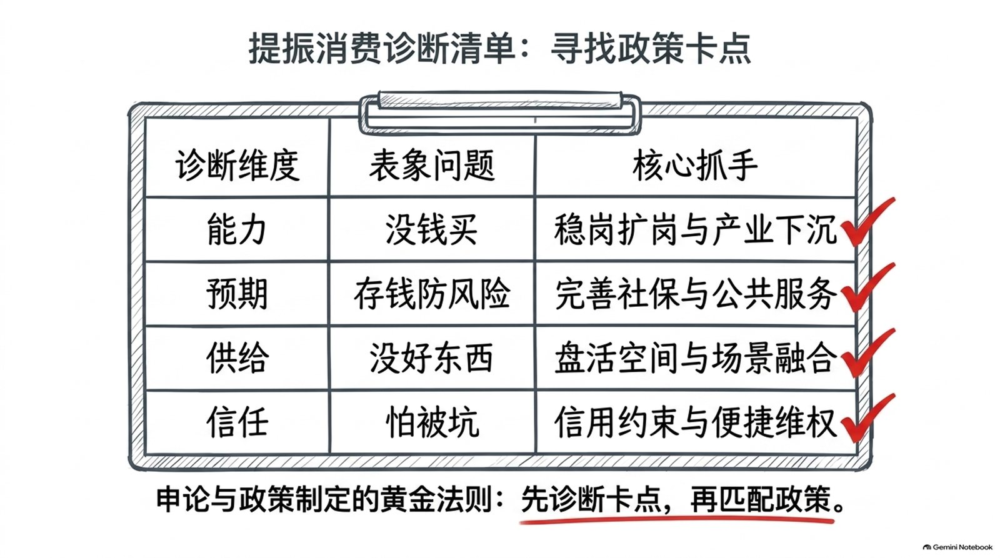 提振消费诊断清单：寻找政策卡点
诊断维度 表象问题 核心抓手
能力 没钱买 稳岗扩岗与产业下沉
预期 存钱防风险 完善社保与公共服务
供给 没好东西 盘活空间与场景融合
信任 怕被坑 信用约束与便捷维权
申论与政策制定的黄金法则：先诊断卡点，再匹配政策。
Gemini Notebook